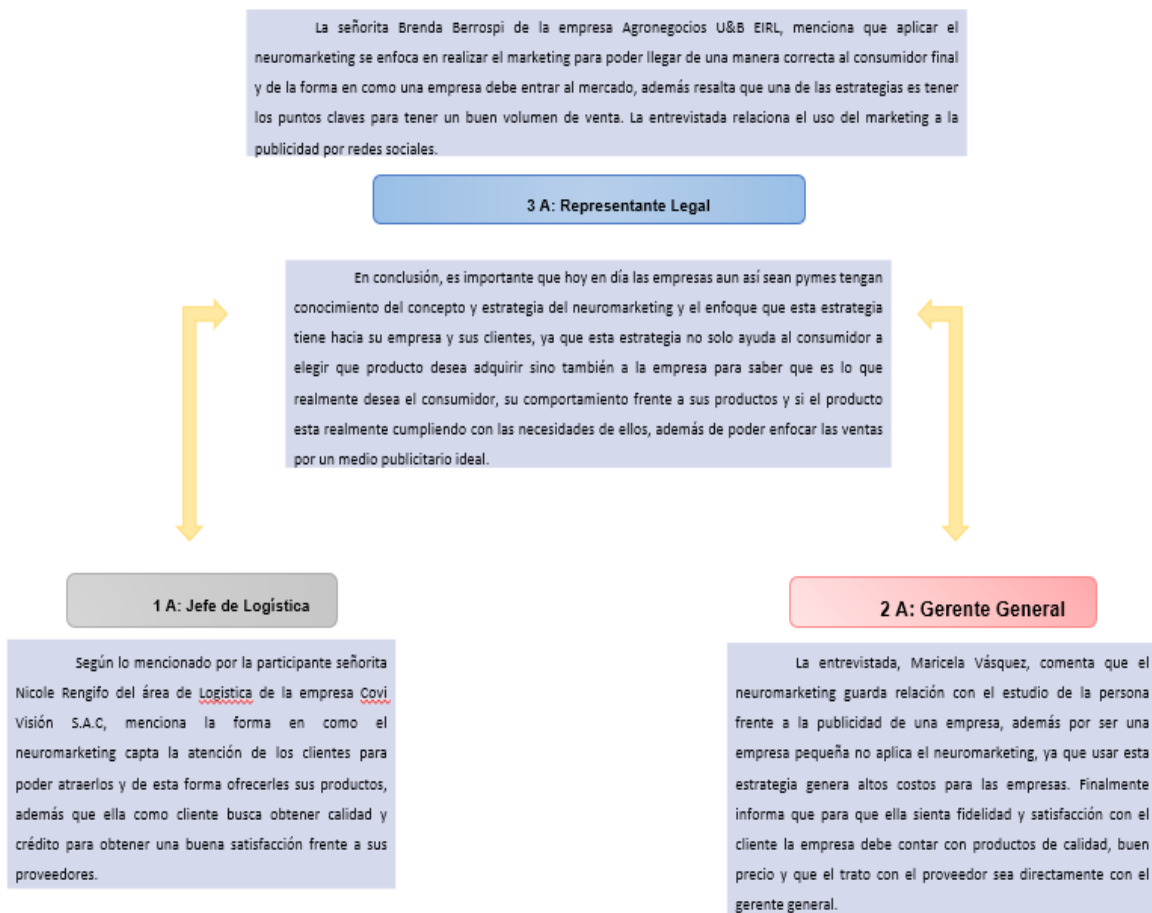 La señorita Brenda Berrospi de la empresa Agronegocios U&B EIRL, menciona que aplicar el
neuromarketing se enfoca en realizar el marketing para poder llegar de una manera correcta al consumidor final
y de la forma en como una empresa debe entrar al mercado, además resalta que una de las estrategias es tener
los puntos claves para tener un buen volumen de venta. La entrevistada relaciona el uso del marketing a la
publicidad por redes sociales.
3 A: Representante Legal
En conclusión, es importante que hoy en día las empresas aun así sean pymes tengan
conocimiento del concepto y estrategia del neuromarketing y el enfoque que esta estrategia
tiene hacia su empresa y sus clientes, ya que esta estrategia no solo ayuda al consumidor a
elegir que producto desea adquirir sino también a la empresa para saber que es lo que
realmente desea el consumidor, su comportamiento frente a sus productos y si el producto
esta realmente cumpliendo con las necesidades de ellos, además de poder enfocar las ventas
por un medio publicitario ideal.
1 A: Jefe de Logística
Según lo mencionado por la participante señorita
Nicole Rengifo del área de Logistica de la empresa Covi
Visión S.A.C, menciona la forma en como el
neuromarketing capta la atención de los clientes para
poder atraerlos y de esta forma ofrecerles sus productos,
además que ella como cliente busca obtener calidad y
crédito para obtener una buena satisfacción frente a sus
proveedores.
2 A: Gerente General
La entrevistada, Maricela Vásquez, comenta que el
neuromarketing guarda relación con el estudio de la persona
frente a la publicidad de una empresa, además por ser una
empresa pequeña no aplica el neuromarketing, ya que usar esta
estrategia genera altos costos para las empresas. Finalmente
informa que para que ella sienta fidelidad y satisfacción con el
cliente la empresa debe contar con productos de calidad, buen
precio y que el trato con el proveedor sea directamente con el
gerente general.